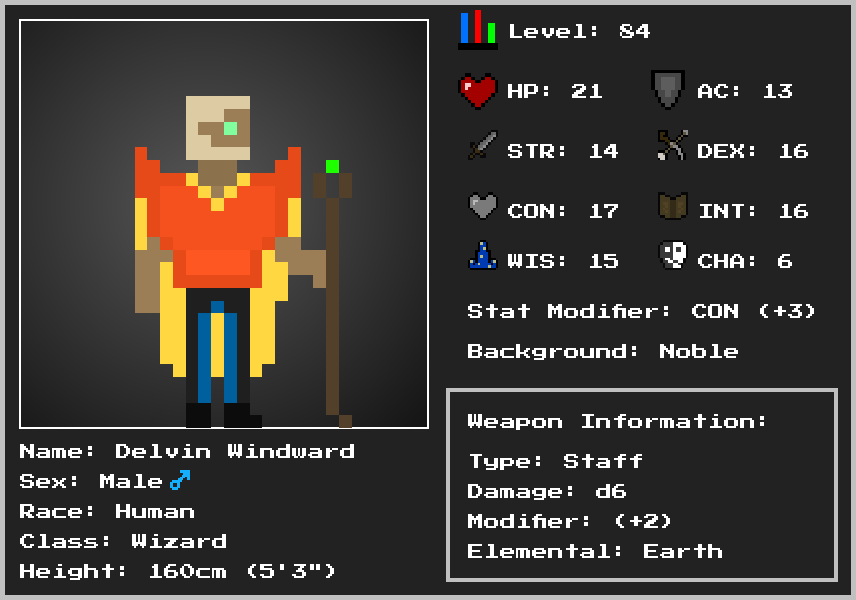 Level: 84
HP: 21 AC: 13
STR: 14 DEX: 16
CON: 17 INT: 16
WIS: 15 CHA: 6
Stat Modifier: CON (+3)
Background: Noble
Weapon Information:
Type: Staff
Damage: d6
Modifier: (+2)
Elemental: Earth
Name: Delvin Windward
Sex: Male♂
Race: Human
Class: Wizard
Height: 160cm (5'3")